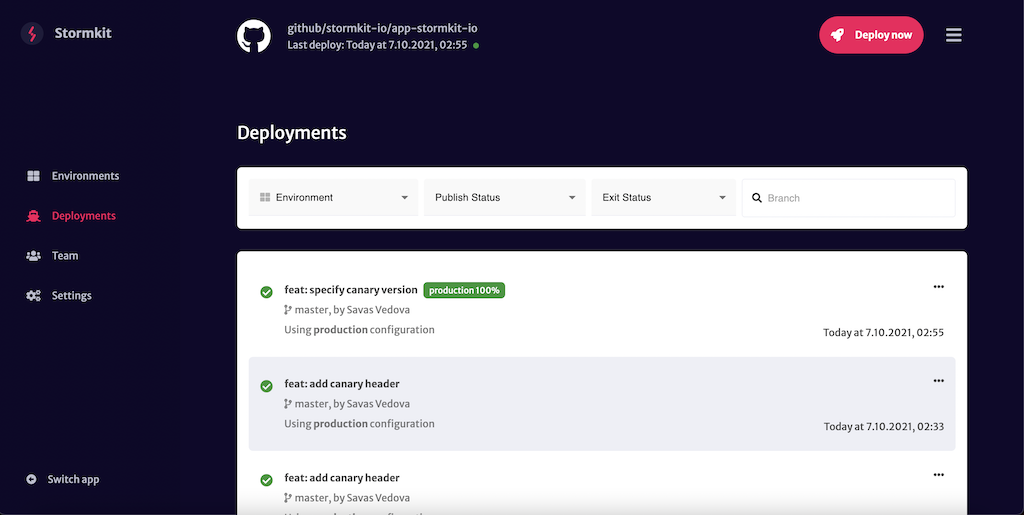 Stormkit
github/stormkit-io/app-stormkit-io
Last deploy: Today at 7.10.2021, 02:55
Deploy now
Deployments
Environments
Deployments
Team
Settings
Switch app
Environment
Publish Status
Exit Status
Branch
feat: specify canary version production 100%
master, by Savas Vedova
Using production configuration
Today at 7.10.2021, 02:55
feat: add canary header
master, by Savas Vedova
Using production configuration
Today at 7.10.2021, 02:33
feat: add canary header
master, by Savas Vedova